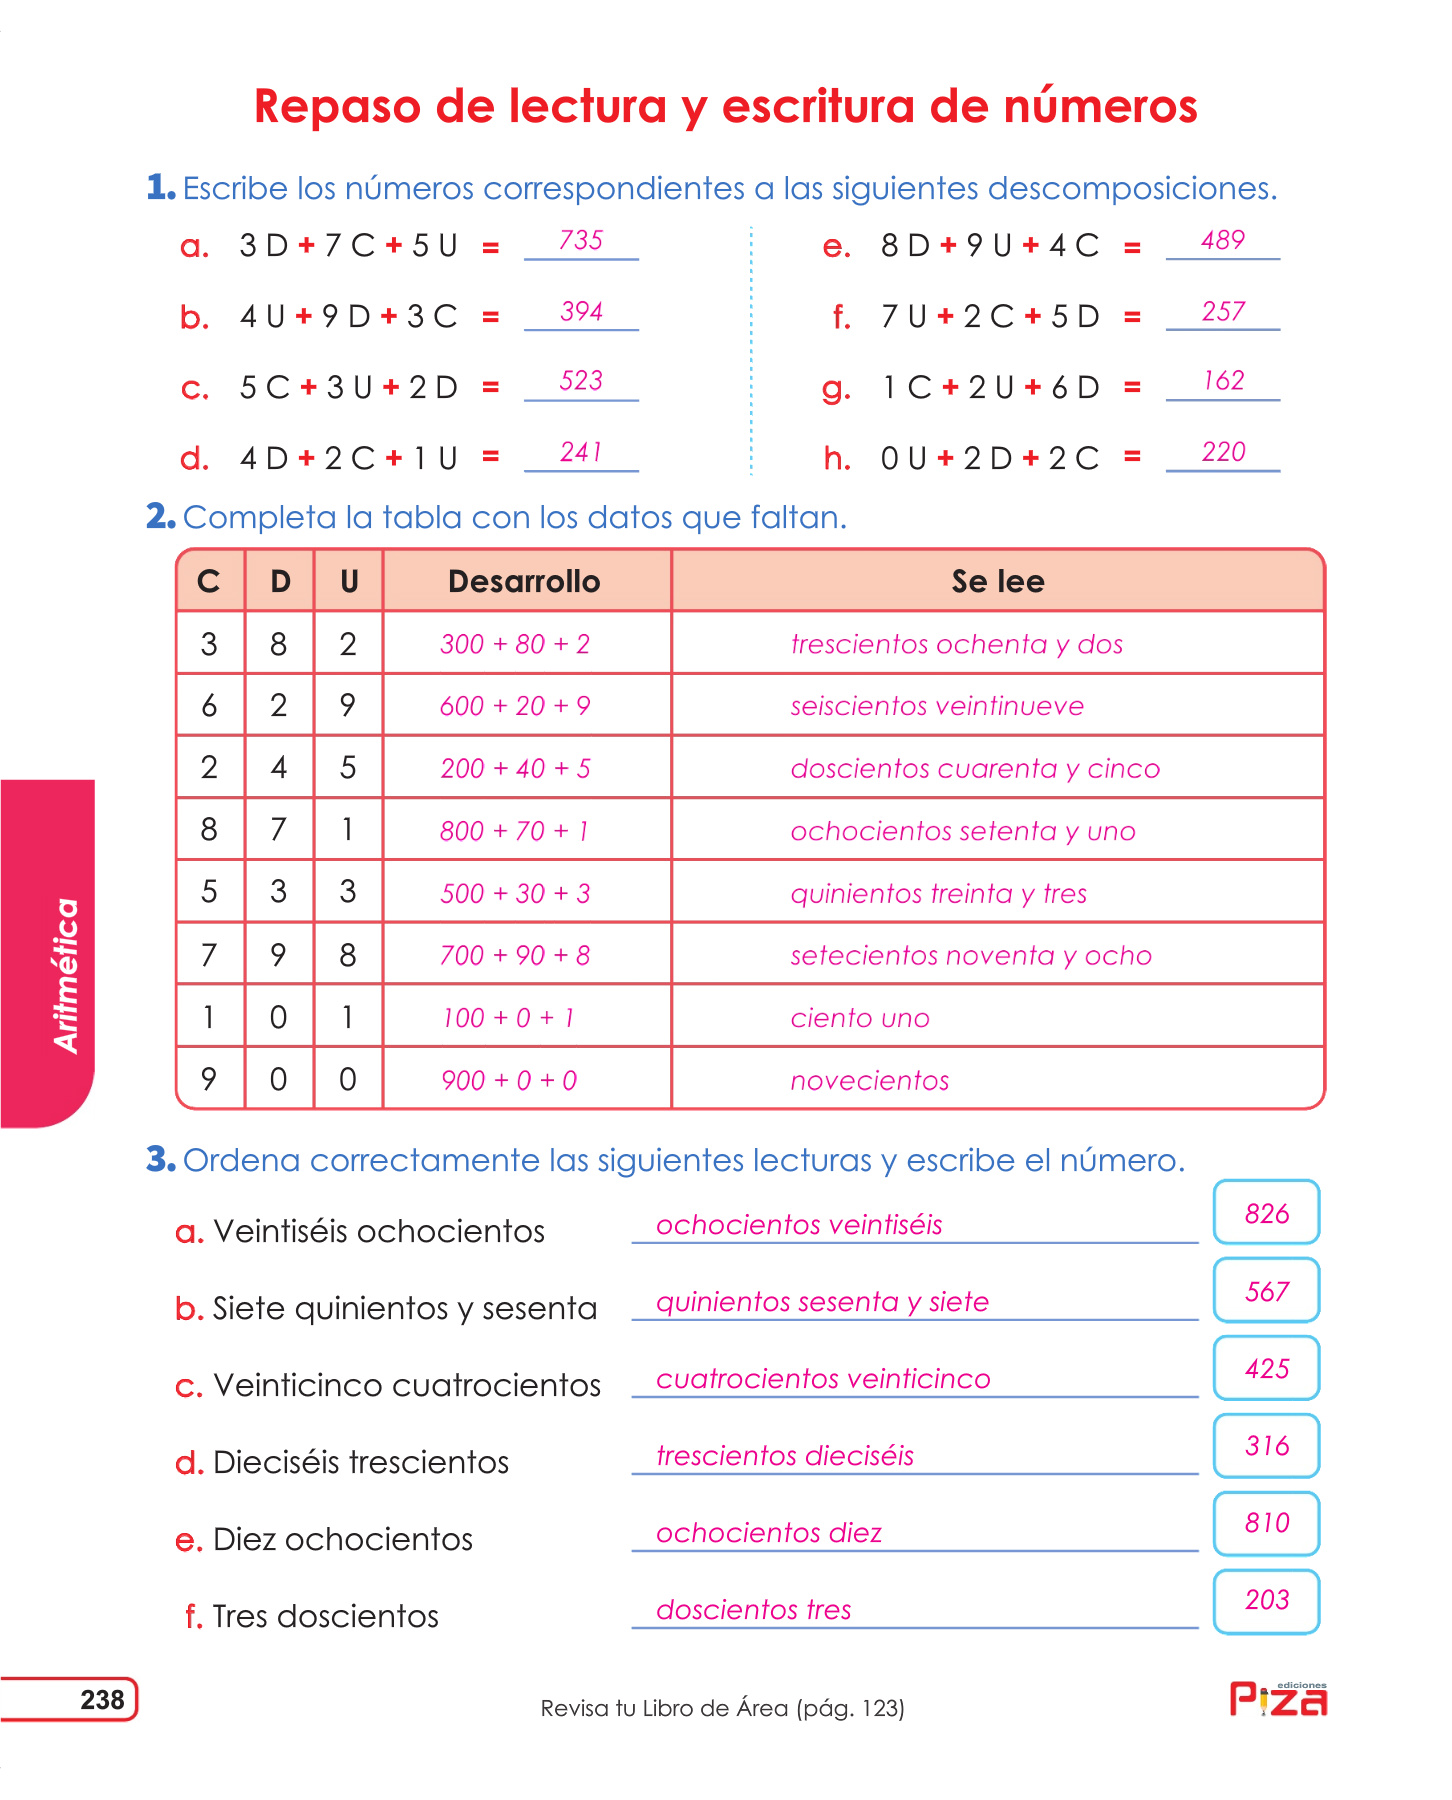 Repaso de lectura y escritura de números
1. Escribe los números correspondientes a las siguientes descomposiciones.
a. 3 D + 7 C + 5 U = 735
b. 4 U + 9 D + 3 C = 394
c. 5 C + 3 U + 2 D = 523
d. 4 D + 2 C + 1 U = 241
e. 8 D + 9 U + 4 C = 489
f. 7 U + 2 C + 5 D = 257
g. 1 C + 2 U + 6 D = 162
h. 0 U + 2 D + 2 C = 220
2. Completa la tabla con los datos que faltan.
C D U Desarrollo Se lee
3 8 2 300 + 80 + 2 trescientos ochenta y dos
6 2 9 600 + 20 + 9 seiscientos veintinueve
2 4 5 200 + 40 + 5 doscientos cuarenta y cinco
8 7 1 800 + 70 + 1 ochocientos setenta y uno
5 3 3 500 + 30 + 3 quinientos treinta y tres
7 9 8 700 + 90 + 8 setecientos noventa y ocho
1 0 1 100 + 0 + 1 ciento uno
9 0 0 900 + 0 + 0 novecientos
Aritmética
3. Ordena correctamente las siguientes lecturas y escribe el número.
a. Veintiséis ochocientos ochocientos veintiséis 826
b. Siete quinientos y sesenta quinientos sesenta y siete 567
c. Veinticinco cuatrocientos cuatrocientos veinticinco 425
d. Dieciséis trescientos trescientos dieciséis 316
e. Diez ochocientos ochocientos diez 810
f. Tres doscientos doscientos tres 203
238
Revisa tu Libro de Área (pág. 123)
ediciones
Piza